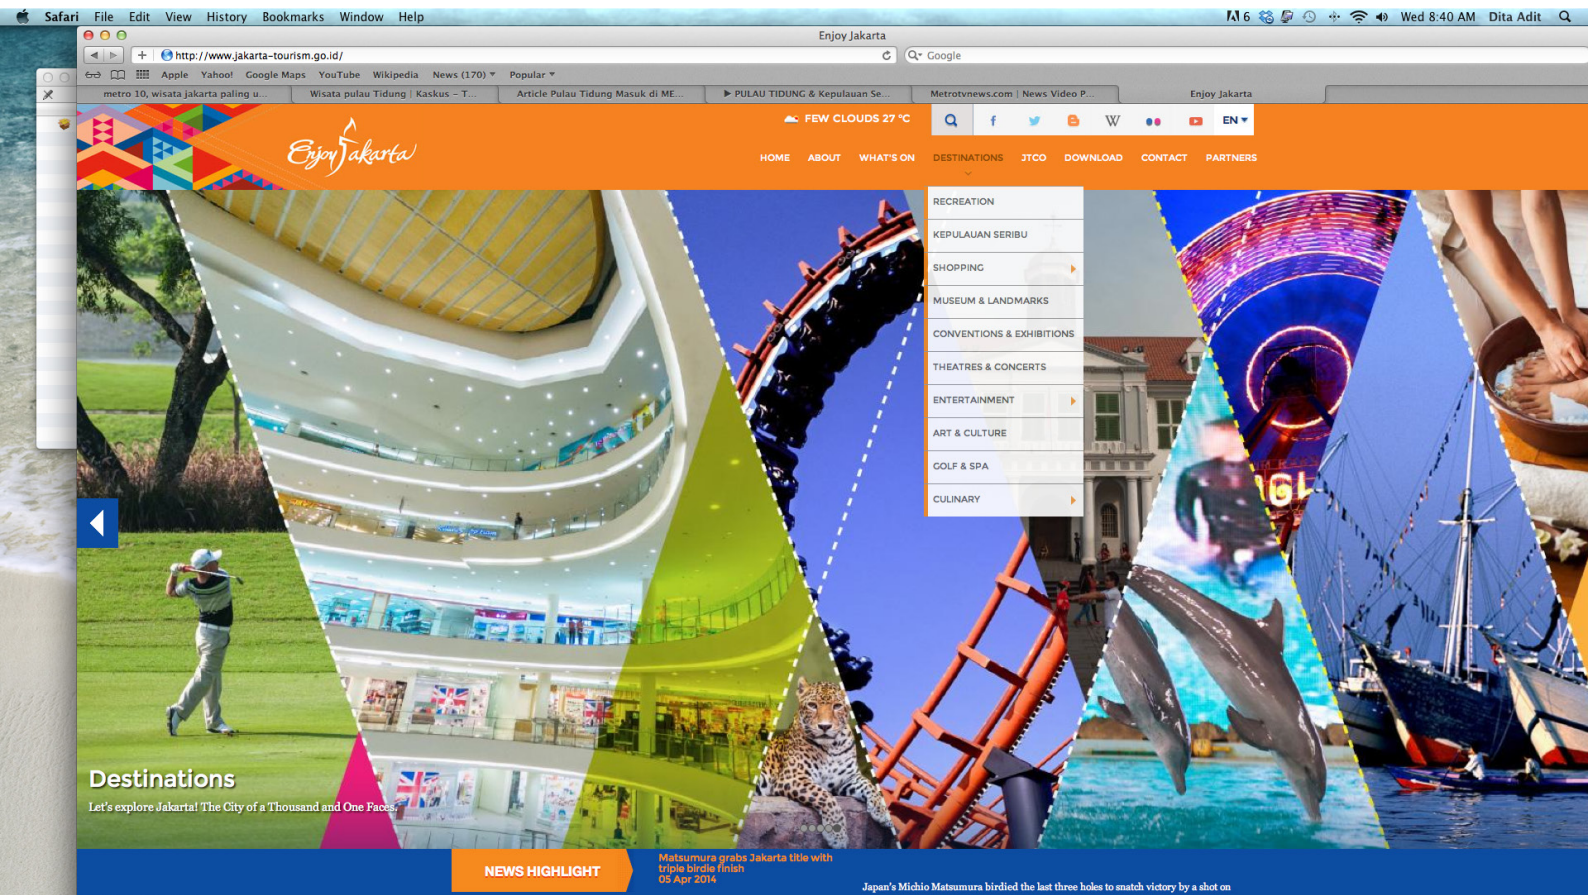 Safari File Edit View History Bookmarks Window Help
6 Wed 8:40 AM Dita Adit
Enjoy Jakarta
http://www.jakarta-tourism.go.id/
Google
Apple Yahoo! Google Maps YouTube Wikipedia News (170) Popular
metro 10, wisata jakarta paling u... Wisata pulau Tidung | Kaskus – T... Article Pulau Tidung Masuk di ME... PULAU TIDUNG & Kepulauan Se... Metrotvnews.com | News Video P... Enjoy Jakarta
Enjoy Jakarta
FEW CLOUDS 27 °C
EN
HOME ABOUT WHAT'S ON DESTINATIONS JTCO DOWNLOAD CONTACT PARTNERS
RECREATION
KEPULAUAN SERIBU
SHOPPING
MUSEUM & LANDMARKS
CONVENTIONS & EXHIBITIONS
THEATRES & CONCERTS
ENTERTAINMENT
ART & CULTURE
GOLF & SPA
CULINARY
Destinations
Let's explore Jakarta! The City of a Thousand and One Faces.
NEWS HIGHLIGHT
Matsumura grabs Jakarta title with
triple birdie finish
05 Apr 2014
Japan's Michio Matsumura birdied the last three holes to snatch victory by a shot on